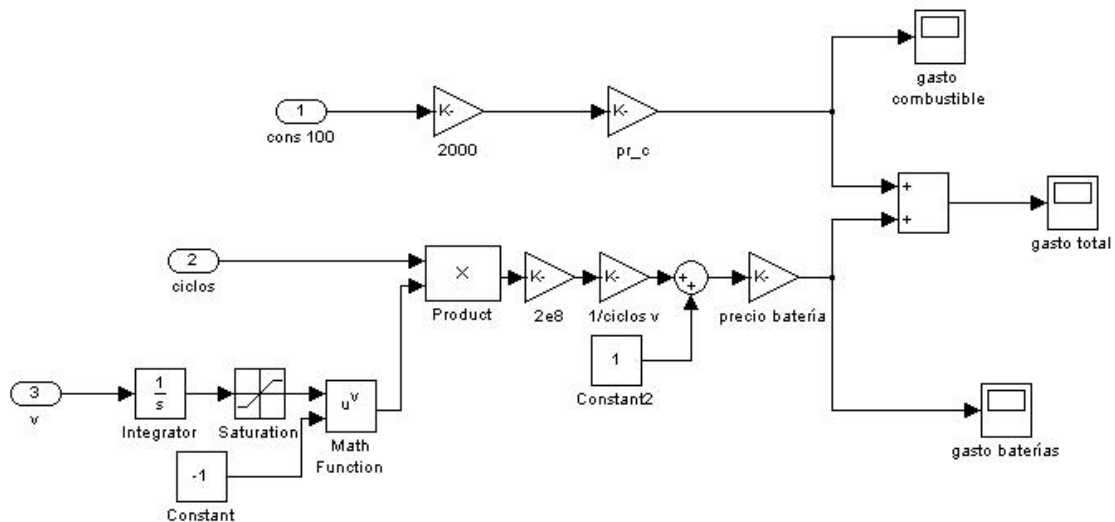 gasto
combustible
1
cons 100
K-
2000
K-
pr_c
+
+
gasto total
2
ciclos
×
Product
K-
2e8
K-
1/ciclos v
+
+
K-
precio batería
1
Constant2
3
v
1
s
Integrator
Saturation
u^v
Math
Function
-1
Constant
gasto baterías